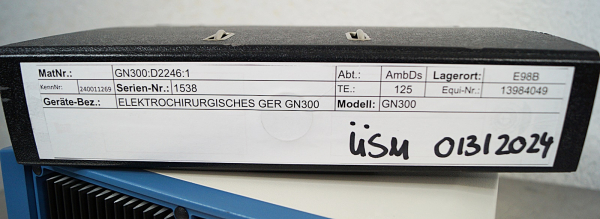 MatNr.: GN300:D2246:1 Abt.: AmbDs Lagerort: E98B
KennNr: 240011269 Serien-Nr.: 1538 TE.: 125 Equi-Nr.: 13984049
Geräte-Bez.: ELEKTROCHIRURGISCHES GER GN300 Modell: GN300
ÜSM 013/2024